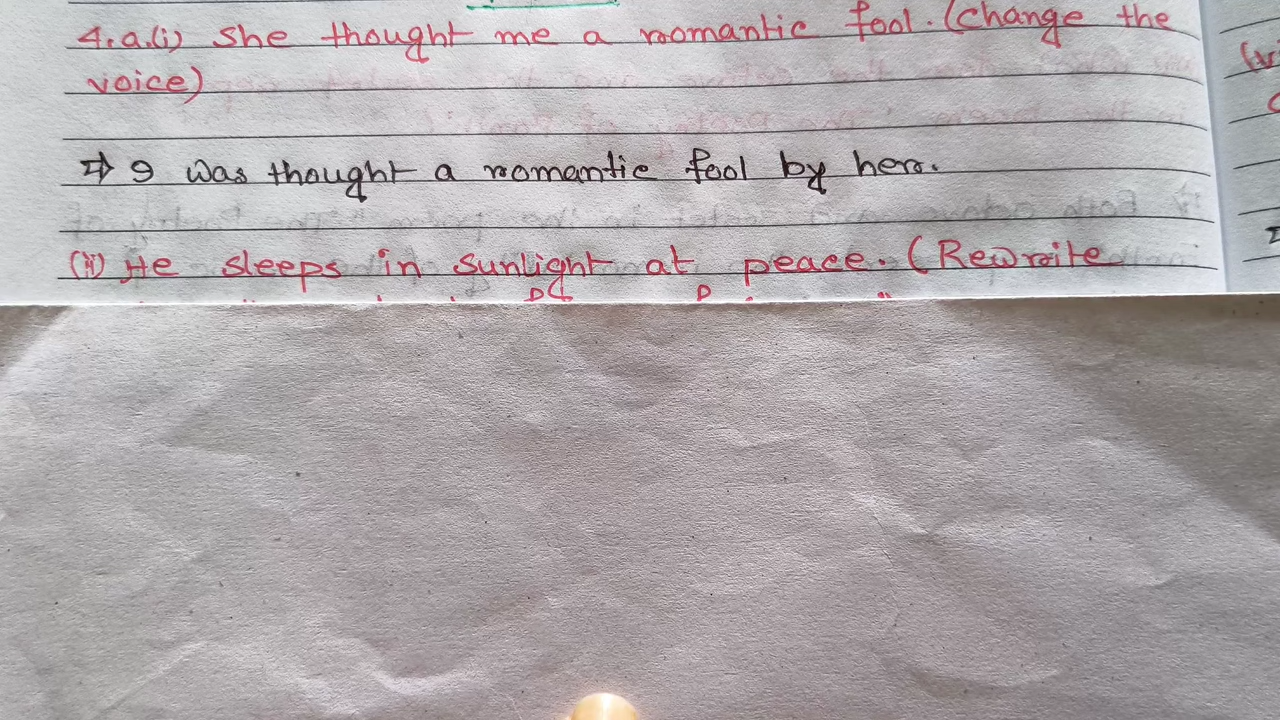 4.a.(i) She thought me a romantic fool. (Change the
voice)
⇒ I was thought a romantic fool by her.
(ii) He sleeps in sunlight at peace. (Rewrite